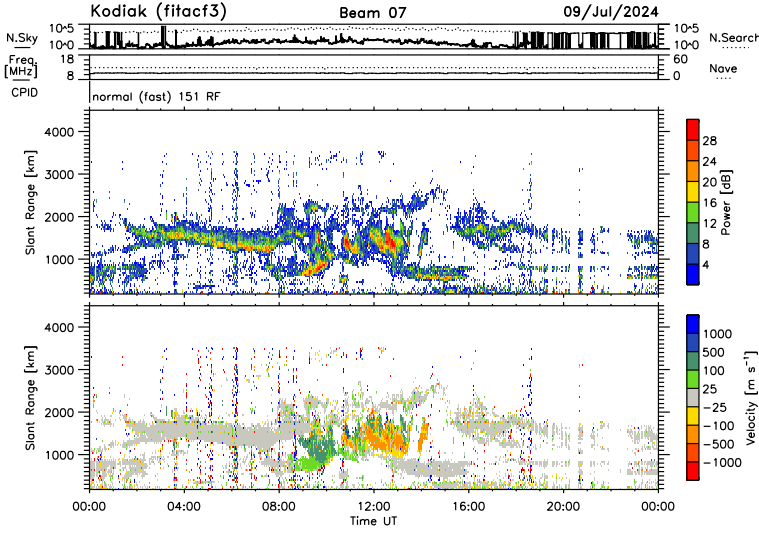 Kodiak (fitacf3) Beam 07 09/Jul/2024
N.Sky 10^5 10^0 10^5 10^0 N.Search
Freq. [MHz] 18 8 60 0 Nave
CPID normal (fast) 151 RF
Slant Range [km] 4000 3000 2000 1000
Power [dB] 28 24 20 16 12 8 4
Slant Range [km] 4000 3000 2000 1000
Velocity [m s⁻¹] 1000 500 100 25 −25 −100 −500 −1000
00:00 04:00 08:00 12:00 16:00 20:00 00:00
Time UT